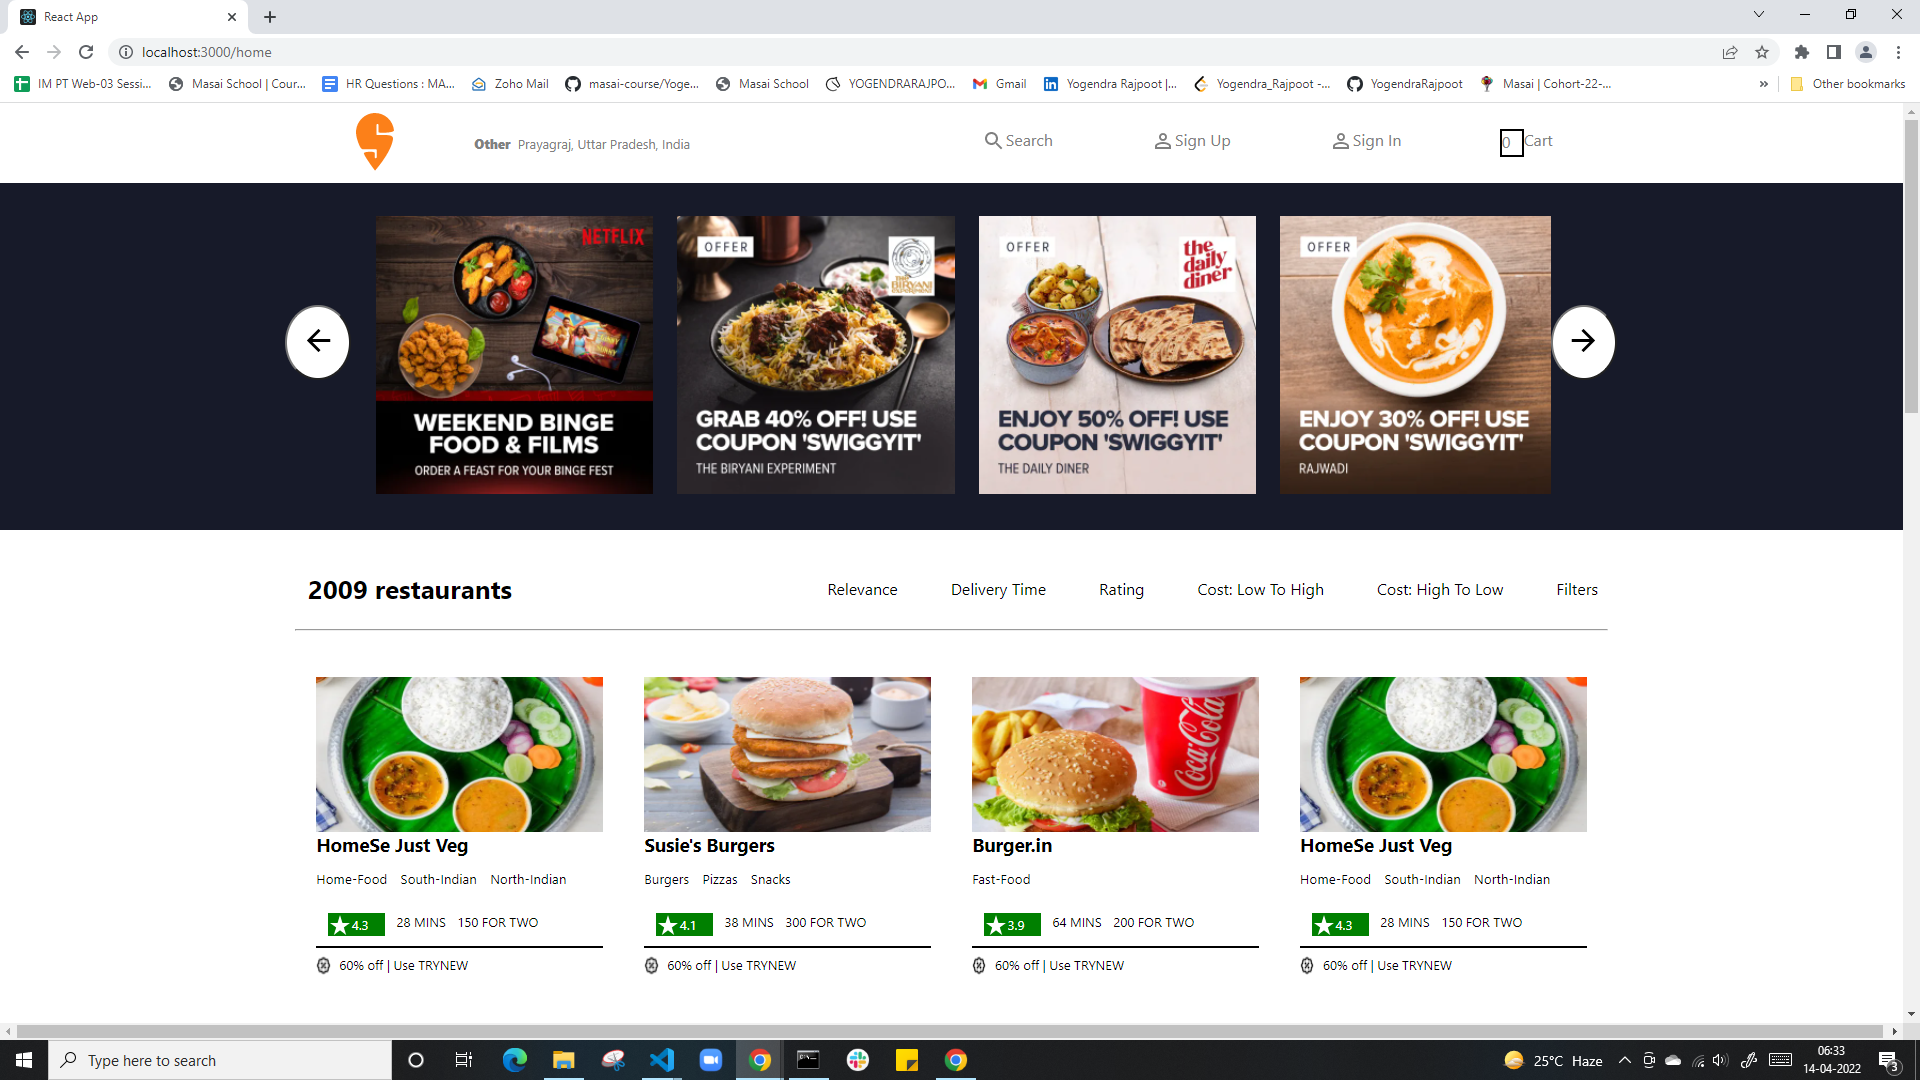 React App
localhost:3000/home
IM PT Web-03 Sessi...
Masai School | Cour...
HR Questions : MA...
Zoho Mail
masai-course/Yoge...
Masai School
YOGENDRARAJPO...
Gmail
Yogendra Rajpoot |...
Yogendra_Rajpoot -...
YogendraRajpoot
Masai | Cohort-22-...
»
Other bookmarks
Other Prayagraj, Uttar Pradesh, India
Search
Sign Up
Sign In
0 Cart
NETFLIX
WEEKEND BINGE
FOOD & FILMS
ORDER A FEAST FOR YOUR BINGE FEST
OFFER
THE
BIRYANI
EXPERIMENT
GRAB 40% OFF! USE
COUPON 'SWIGGYIT'
THE BIRYANI EXPERIMENT
OFFER
the
daily
diner
ENJOY 50% OFF! USE
COUPON 'SWIGGYIT'
THE DAILY DINER
OFFER
ENJOY 30% OFF! USE
COUPON 'SWIGGYIT'
RAJWADI
2009 restaurants
Relevance
Delivery Time
Rating
Cost: Low To High
Cost: High To Low
Filters
HomeSe Just Veg
Home-Food South-Indian North-Indian
4.3 28 MINS 150 FOR TWO
60% off | Use TRYNEW
Susie's Burgers
Burgers Pizzas Snacks
4.1 38 MINS 300 FOR TWO
60% off | Use TRYNEW
Coca-Cola
Burger.in
Fast-Food
3.9 64 MINS 200 FOR TWO
60% off | Use TRYNEW
HomeSe Just Veg
Home-Food South-Indian North-Indian
4.3 28 MINS 150 FOR TWO
60% off | Use TRYNEW
Type here to search
25°C Haze
06:33
14-04-2022
3